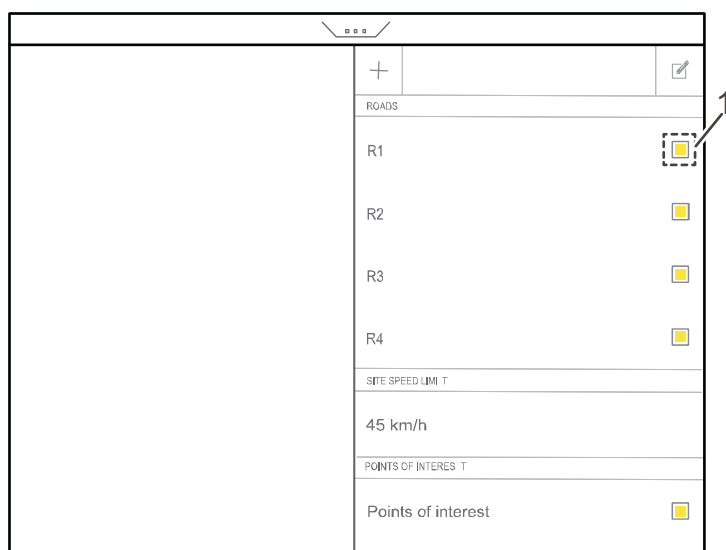 ROADS
1
R1
R2
R3
R4
SITE SPEED LIMI T
45 km/h
POINTS OF INTERES T
Points of interest